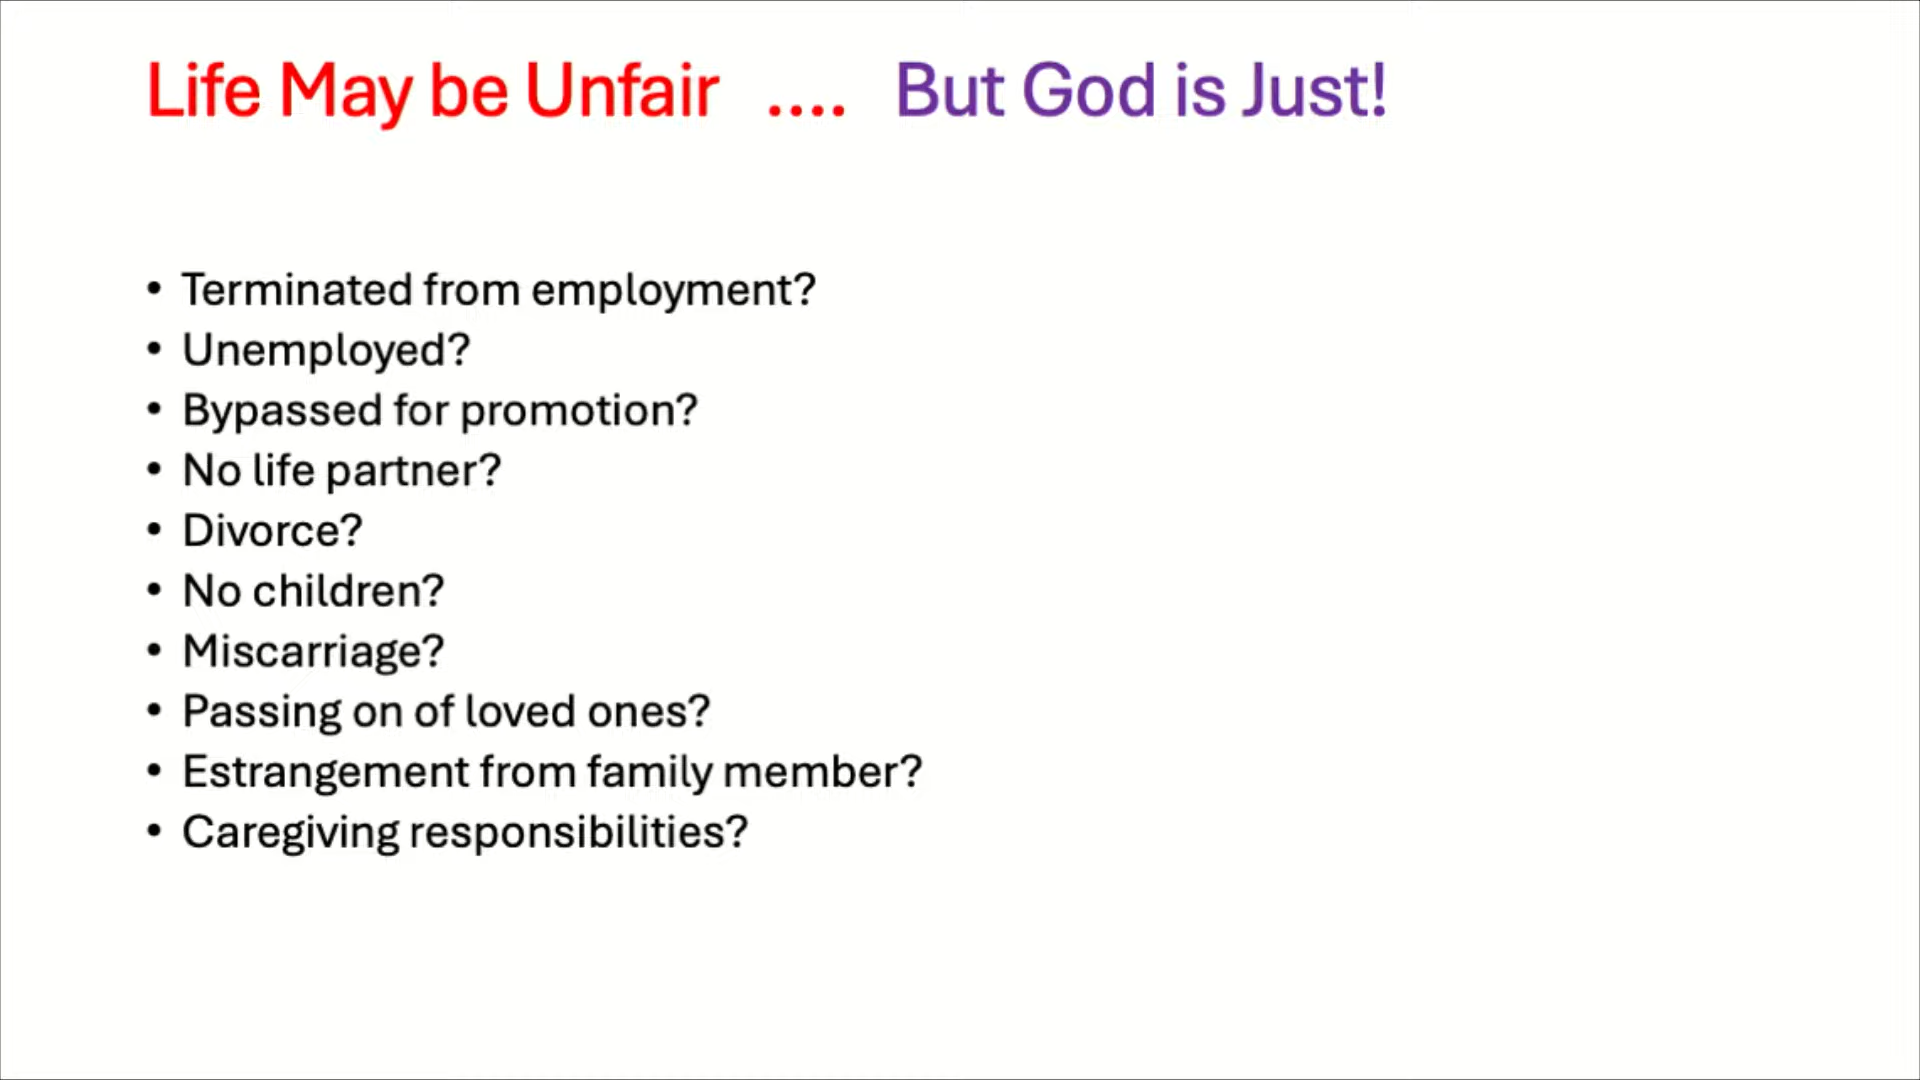 Life May be Unfair .... But God is Just!
• Terminated from employment?
• Unemployed?
• Bypassed for promotion?
• No life partner?
• Divorce?
• No children?
• Miscarriage?
• Passing on of loved ones?
• Estrangement from family member?
• Caregiving responsibilities?